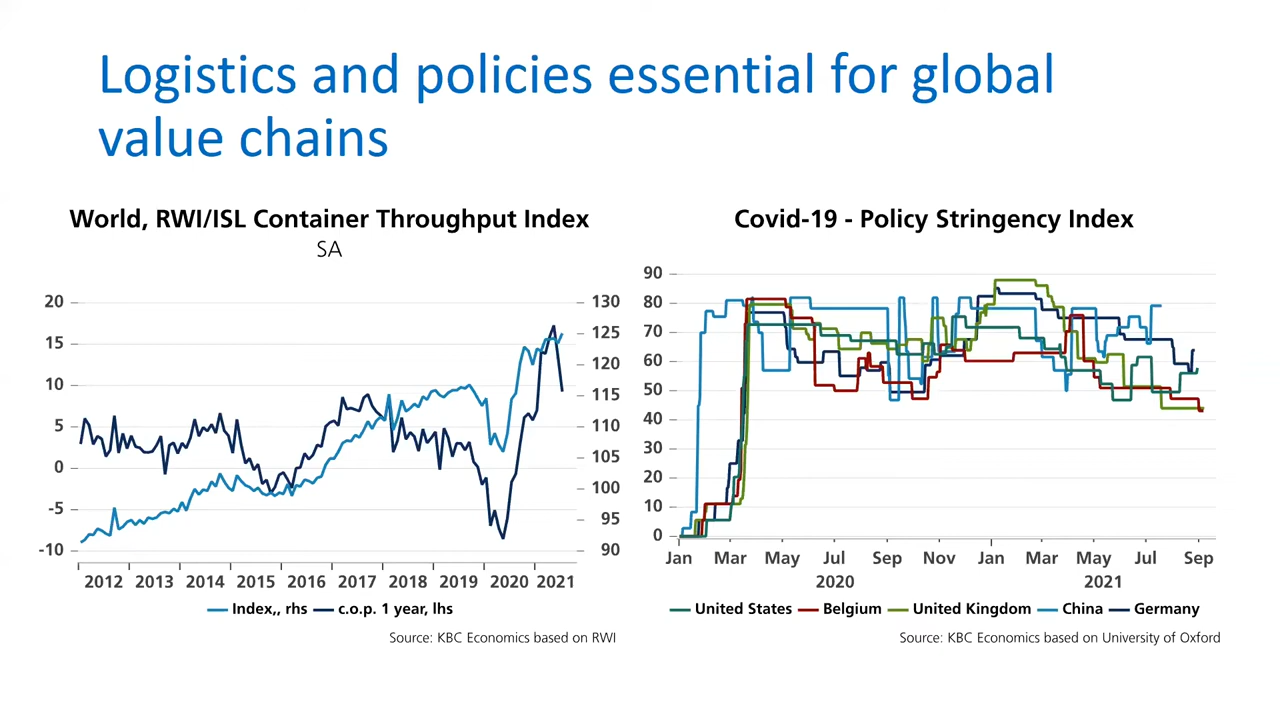 Logistics and policies essential for global
value chains
World, RWI/ISL Container Throughput Index
SA
20
15
10
5
0
-5
-10
130
125
120
115
110
105
100
95
90
2012 2013 2014 2015 2016 2017 2018 2019 2020 2021
Index,, rhs c.o.p. 1 year, lhs
Source: KBC Economics based on RWI
Covid-19 - Policy Stringency Index
90
80
70
60
50
40
30
20
10
0
Jan Mar May Jul Sep Nov Jan Mar May Jul Sep
2020 2021
United States Belgium United Kingdom China Germany
Source: KBC Economics based on University of Oxford